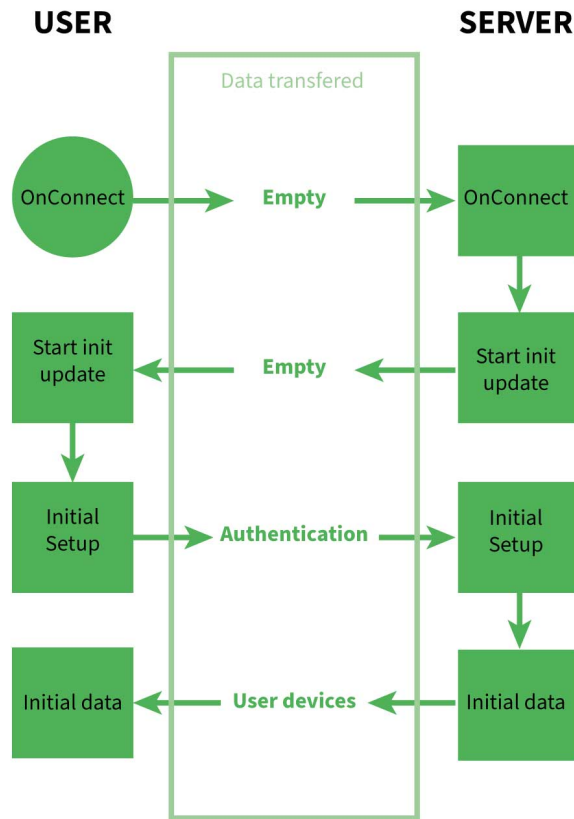 USER
SERVER
Data transfered
OnConnect
Empty
OnConnect
Start init
update
Empty
Start init
update
Initial
Setup
Authentication
Initial
Setup
Initial data
User devices
Initial data